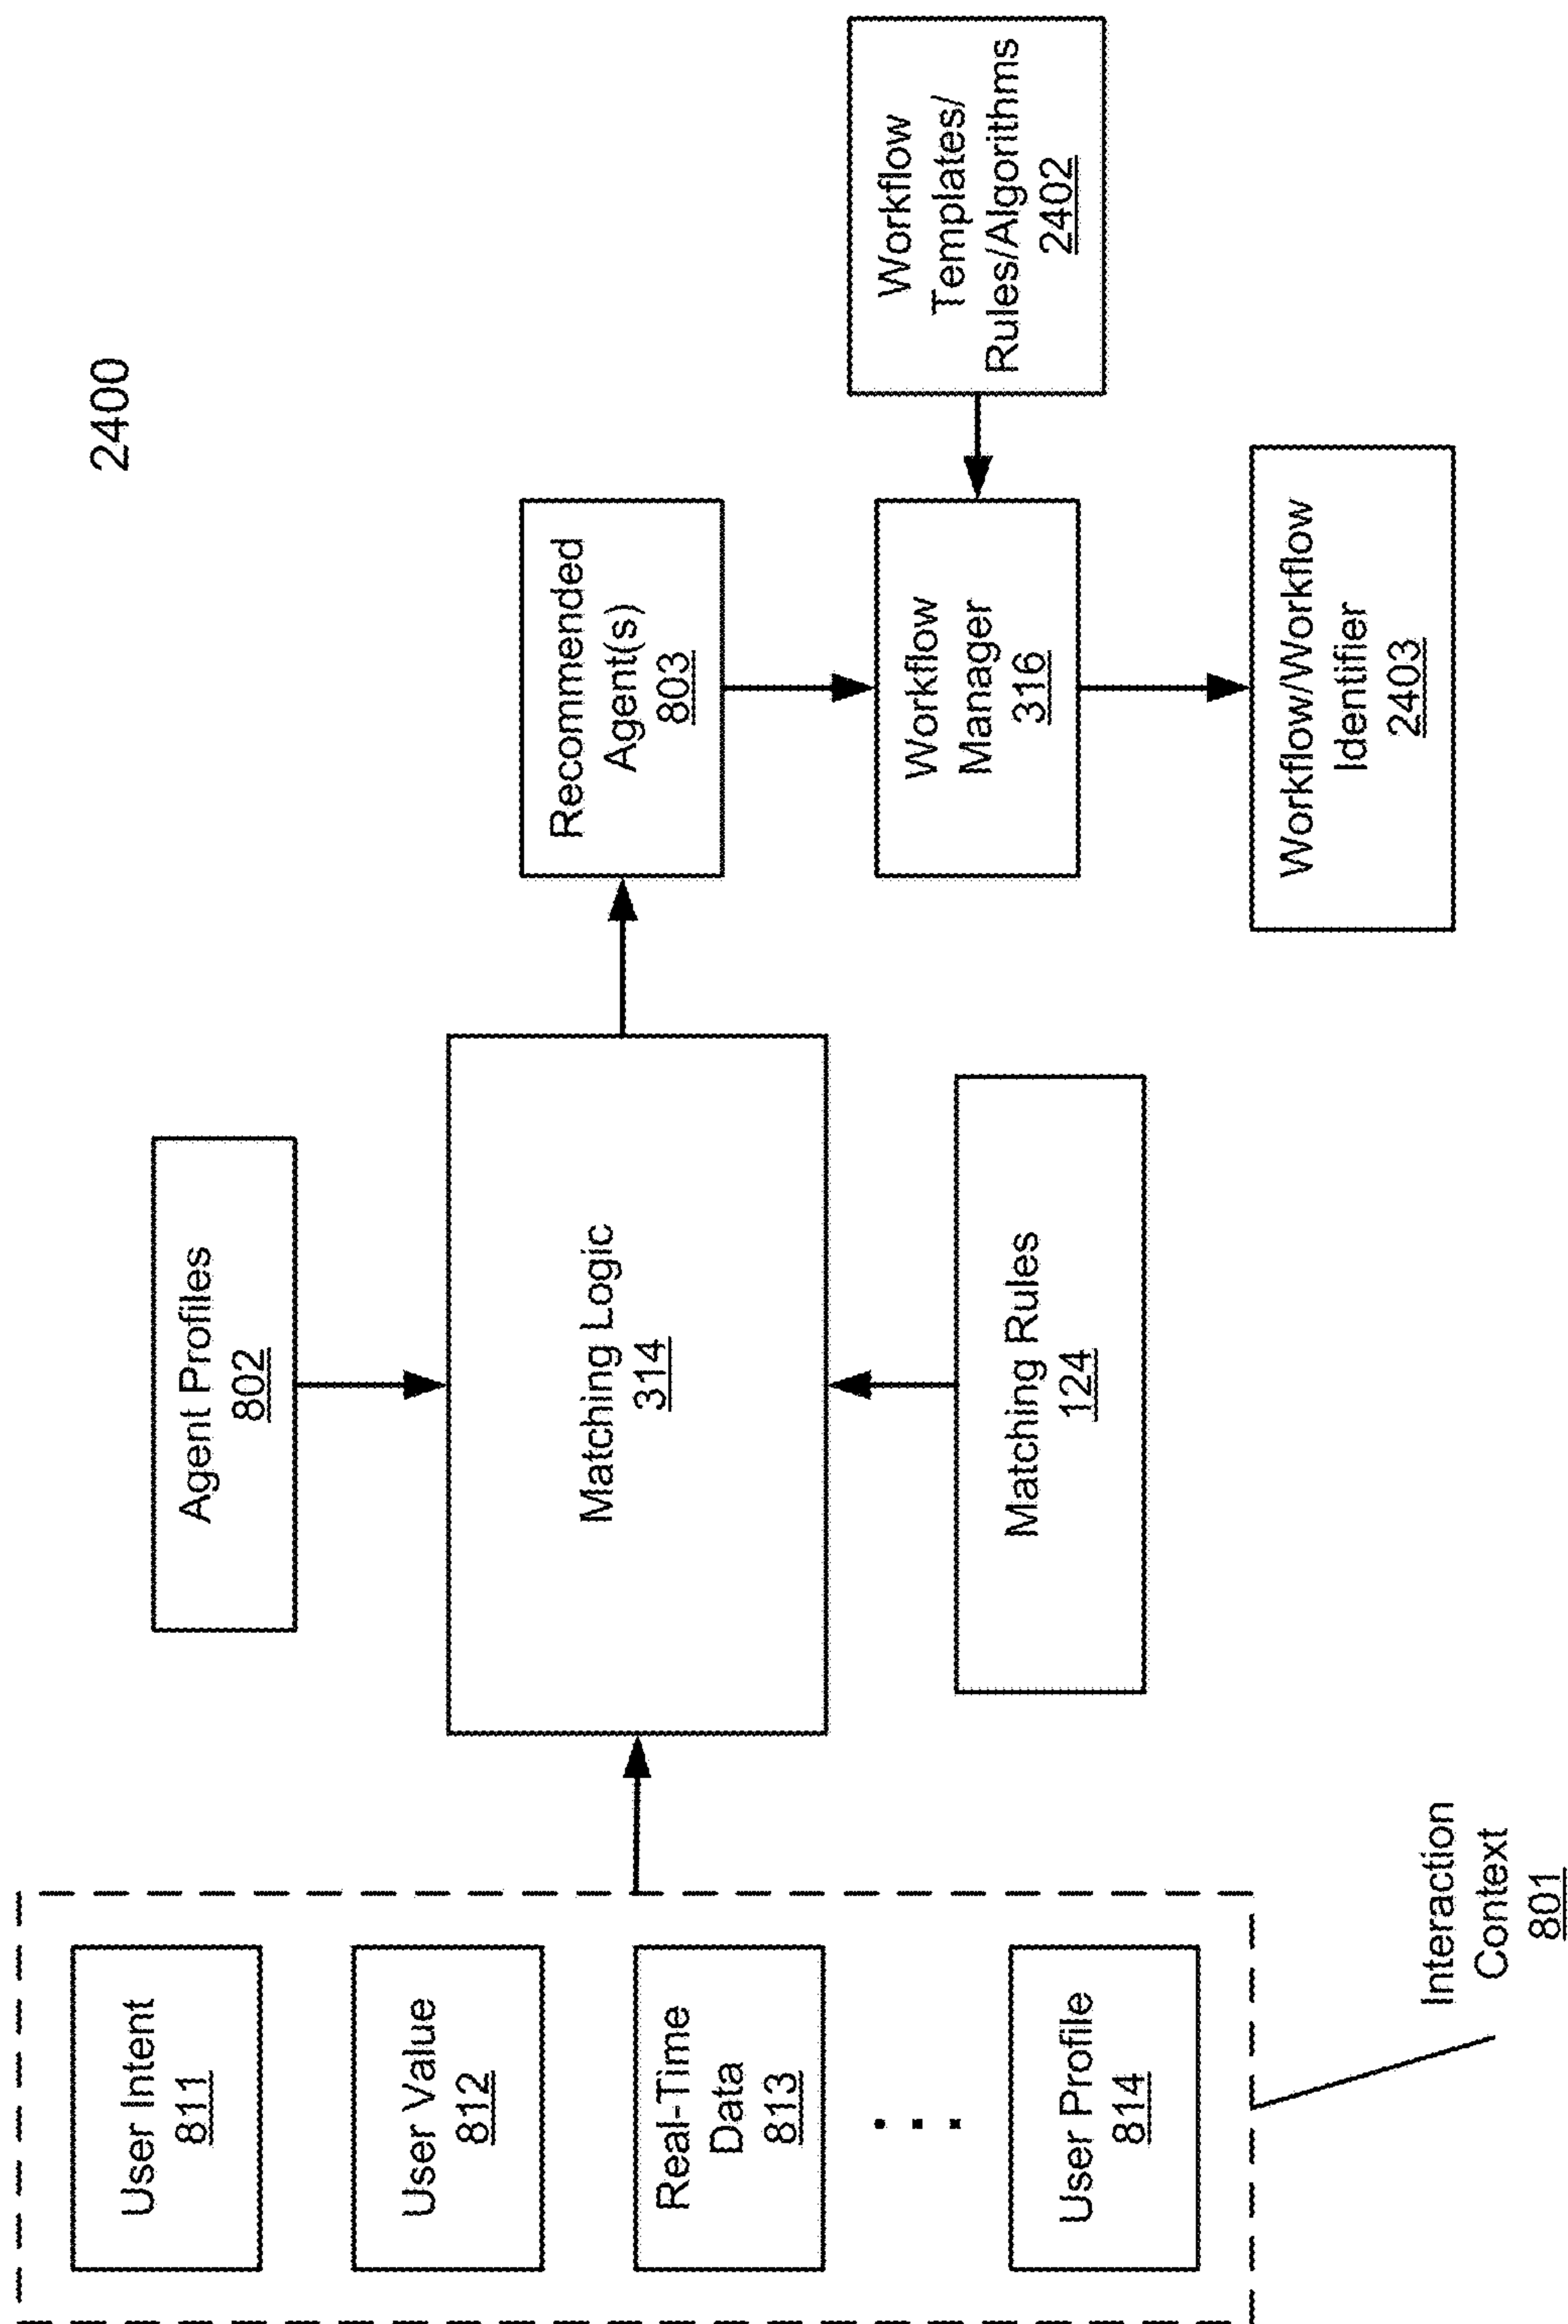 2400
User Intent
811
User Value
812
Real-Time
Data
813
User Profile
814
Interaction
Context
801
Agent Profiles
802
Matching Logic
314
Matching Rules
124
Recommended
Agent(s)
803
Workflow
Manager
316
Workflow
Templates/
Rules/Algorithms
2402
Workflow/Workflow
Identifier
2403